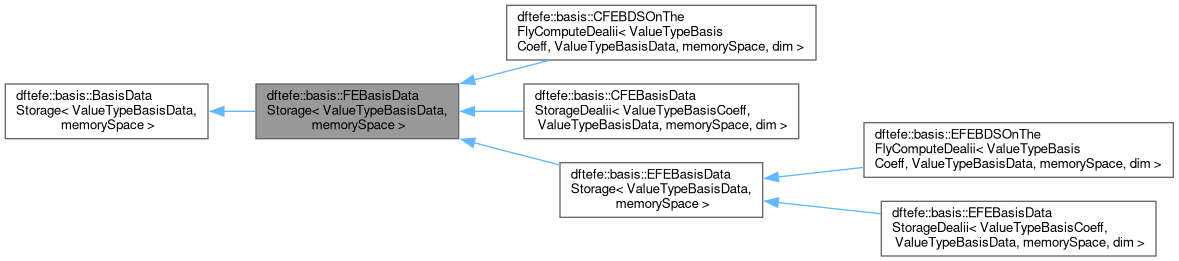 dftefe::basis::CFEBDSOnThe
FlyComputeDealii< ValueTypeBasis
Coeff, ValueTypeBasisData, memorySpace, dim >
dftefe::basis::BasisData
Storage< ValueTypeBasisData,
memorySpace >
dftefe::basis::FEBasisData
Storage< ValueTypeBasisData,
memorySpace >
dftefe::basis::CFEBasisData
StorageDealii< ValueTypeBasisCoeff,
ValueTypeBasisData, memorySpace, dim >
dftefe::basis::EFEBasisData
Storage< ValueTypeBasisData,
memorySpace >
dftefe::basis::EFEBDSOnThe
FlyComputeDealii< ValueTypeBasis
Coeff, ValueTypeBasisData, memorySpace, dim >
dftefe::basis::EFEBasisData
StorageDealii< ValueTypeBasisCoeff,
ValueTypeBasisData, memorySpace, dim >